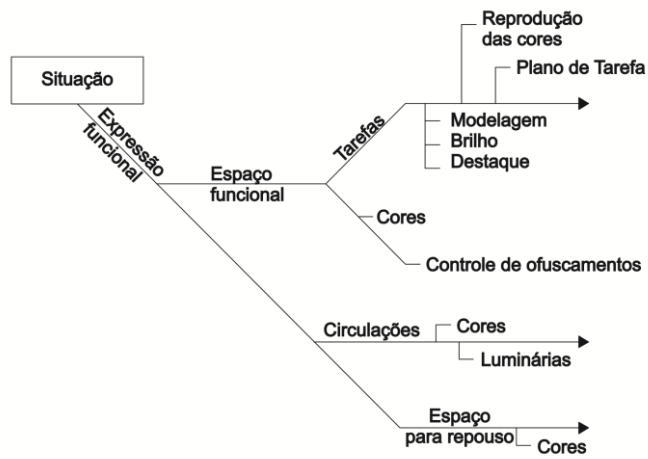 Reprodução
das cores
Situação
Plano de Tarefa
Expressão
funcional
Tarefas
Modelagem
Brilho
Destaque
Espaço
funcional
Cores
Controle de ofuscamentos
Circulações
Cores
Luminárias
Espaço
para repouso
Cores